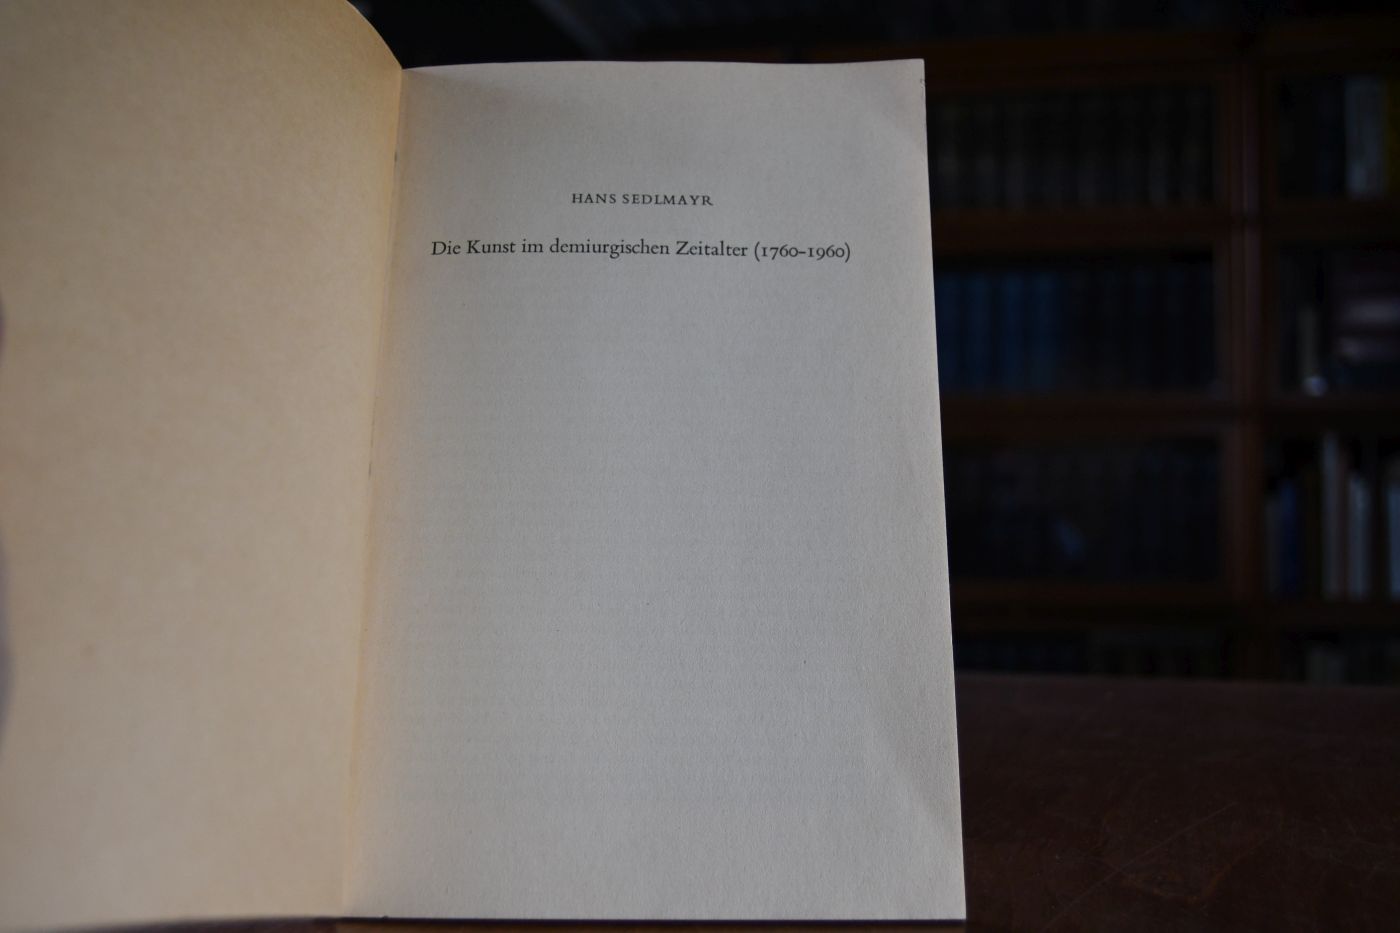 HANS SEDLMAYR
Die Kunst im demiurgischen Zeitalter (1760–1960)